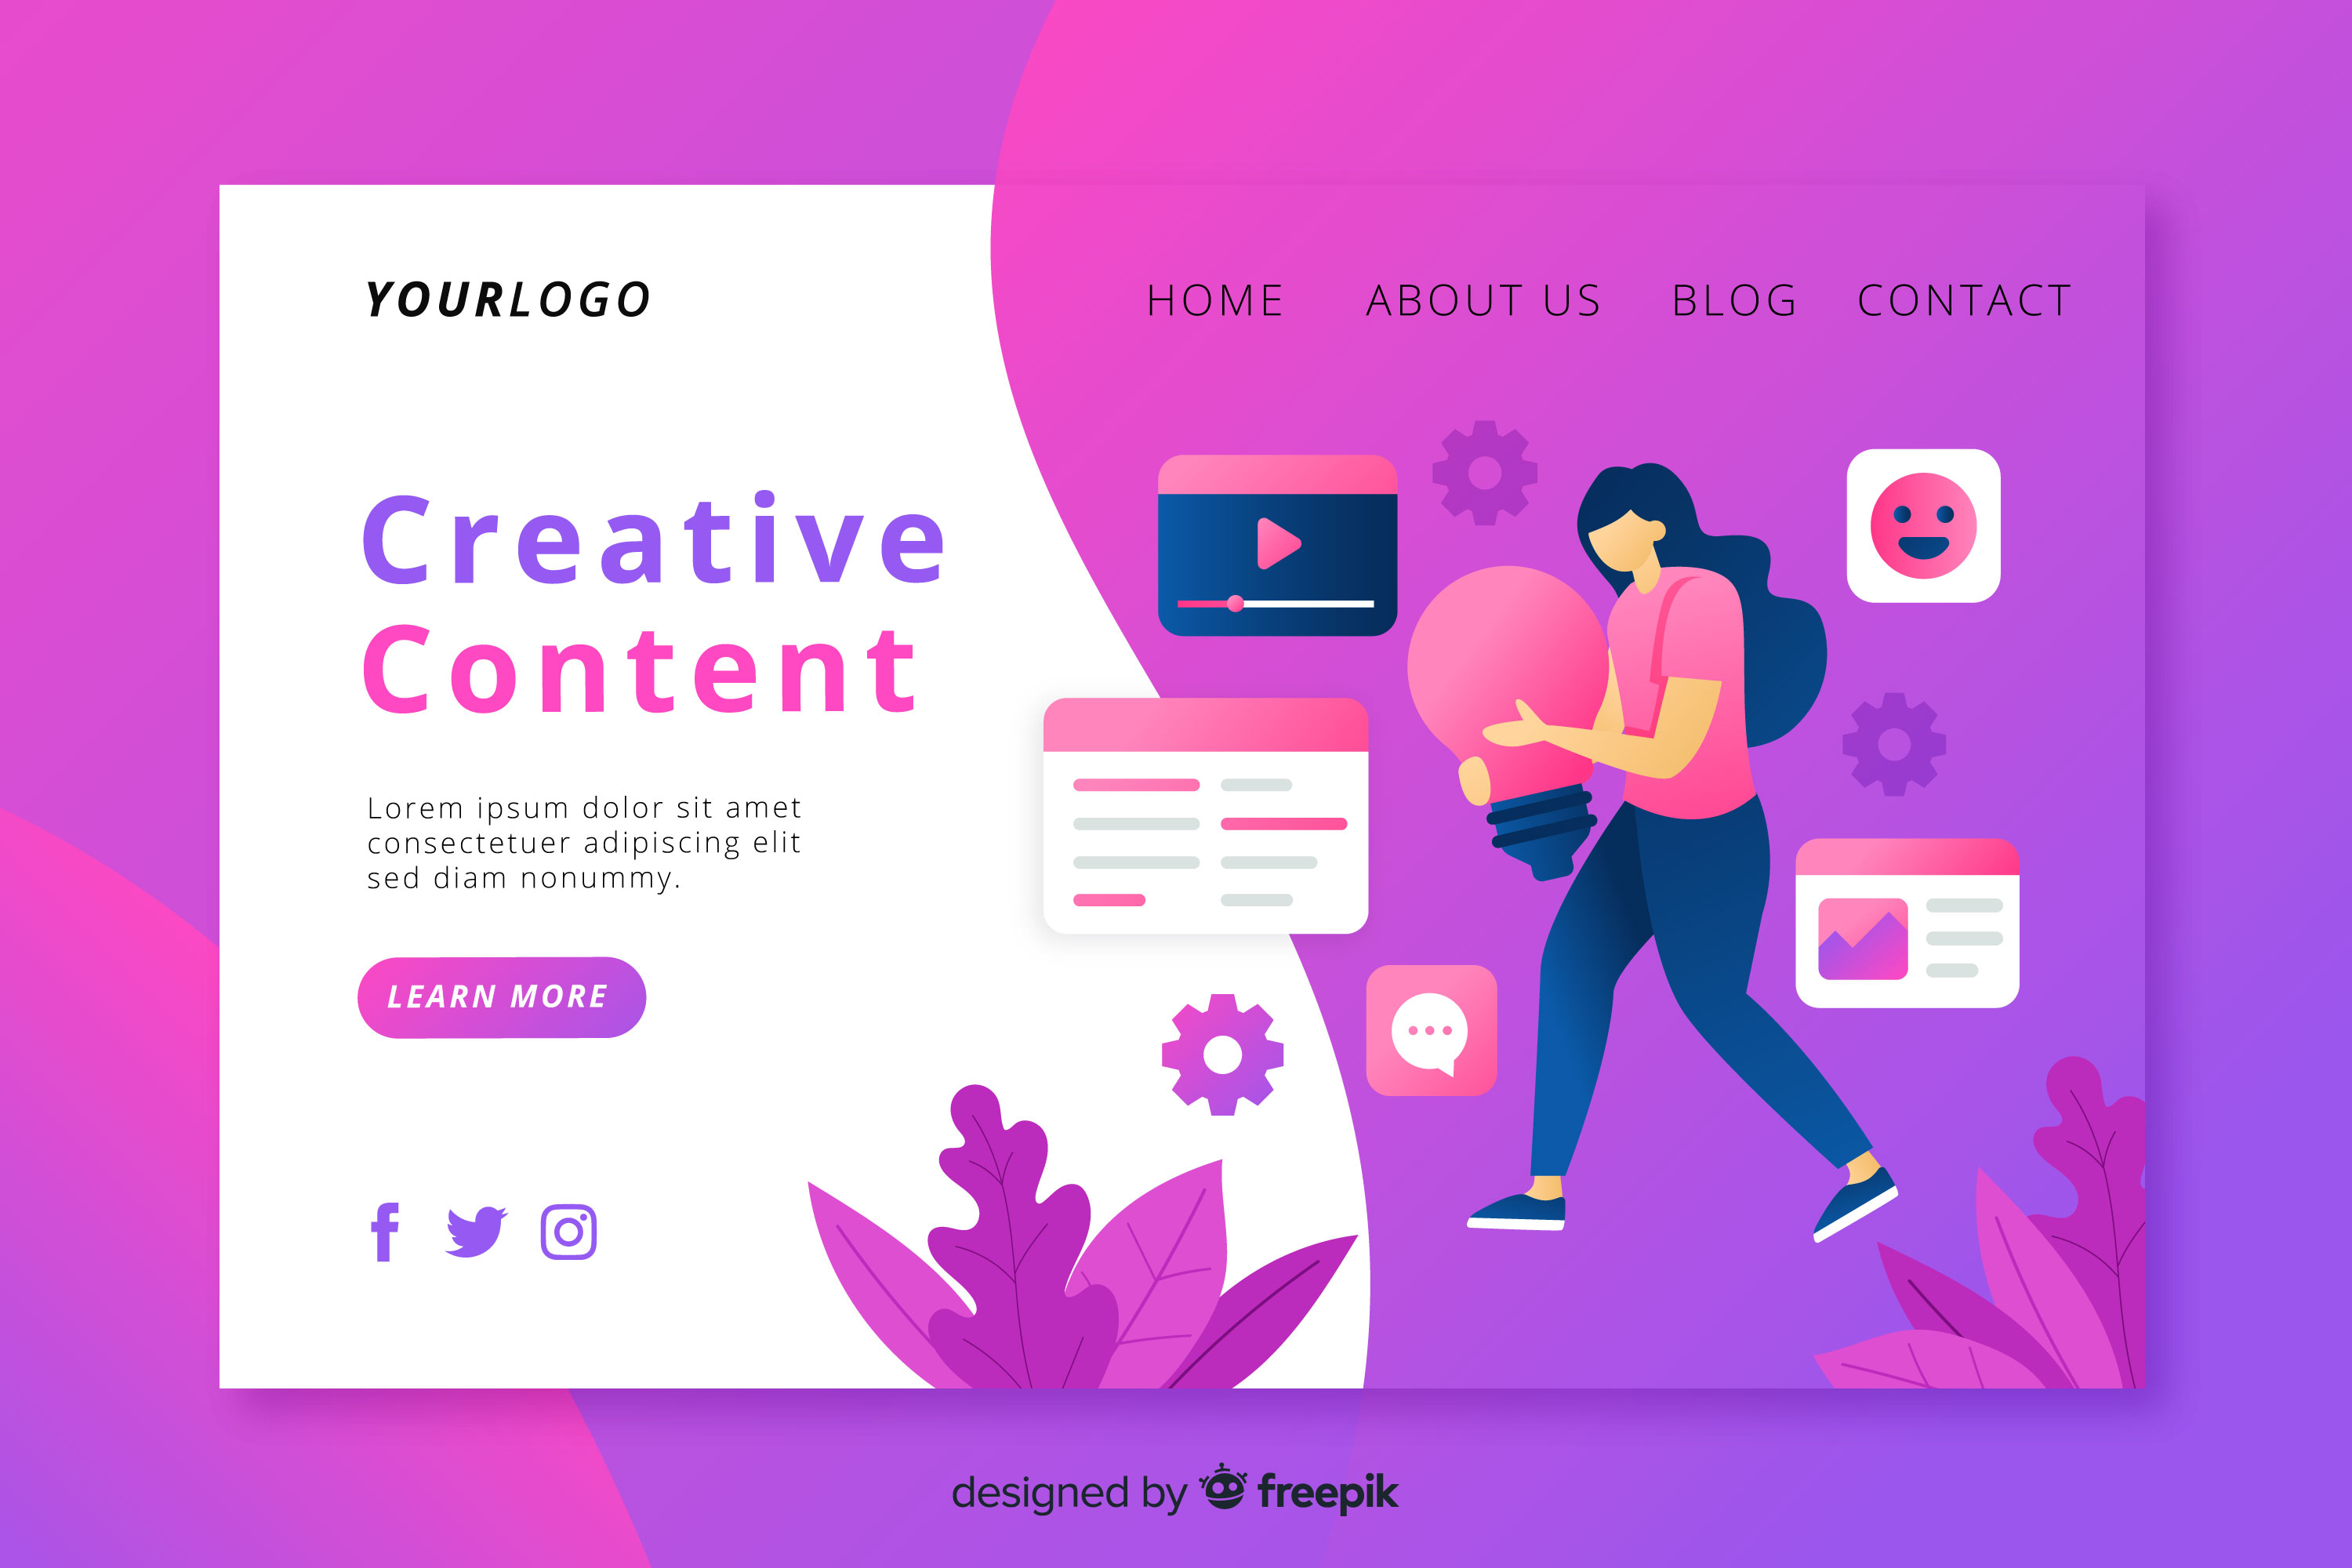 YOURLOGO
HOME ABOUT US BLOG CONTACT
Creative
Content
Lorem ipsum dolor sit amet
consectetuer adipiscing elit
sed diam nonummy.
LEARN MORE
designed by freepik